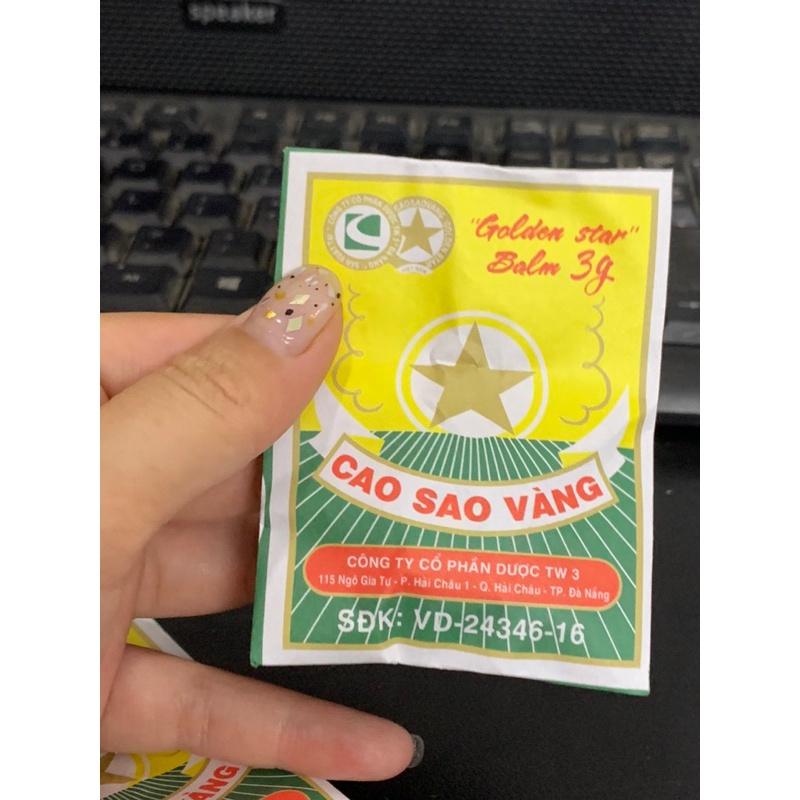 speaker
"Golden star"
Balm 3g
CAO SAO VÀNG
CÔNG TY CỔ PHẦN DƯỢC TW 3
115 Ngô Gia Tự - P. Hải Châu 1 - Q. Hải Châu - TP. Đà Nẵng
SĐK: VD-24346-16
VÀNG